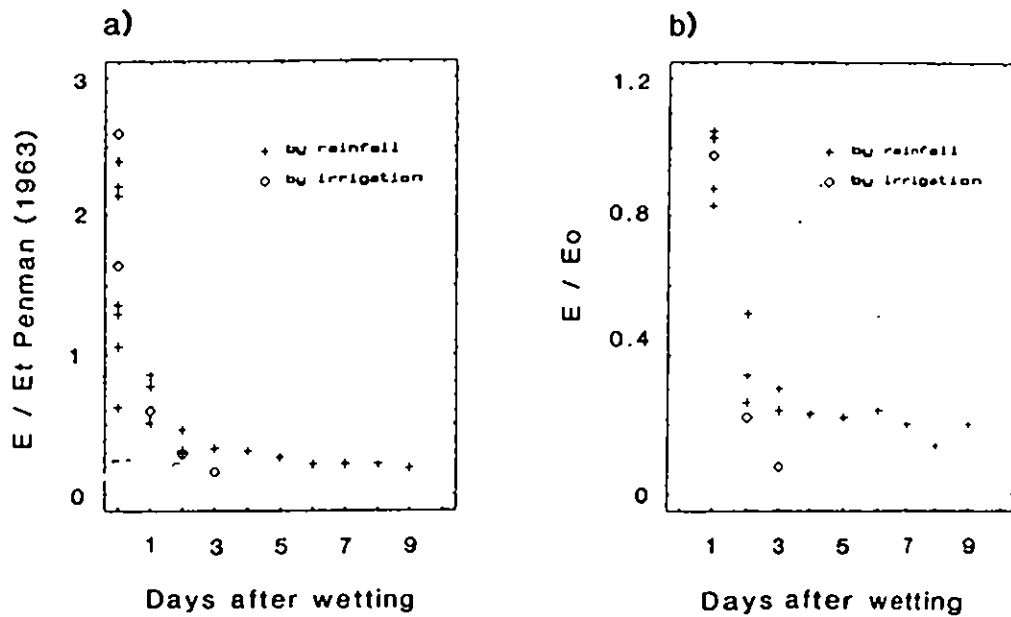 a)
E / Et Penman (1963)
3
2
1
0
+ by rainfall
o by irrigation
1 3 5 7 9
Days after wetting
b)
E / Eo
1.2
0.8
0.4
0
+ by rainfall
◇ by irrigation
1 3 5 7 9
Days after wetting